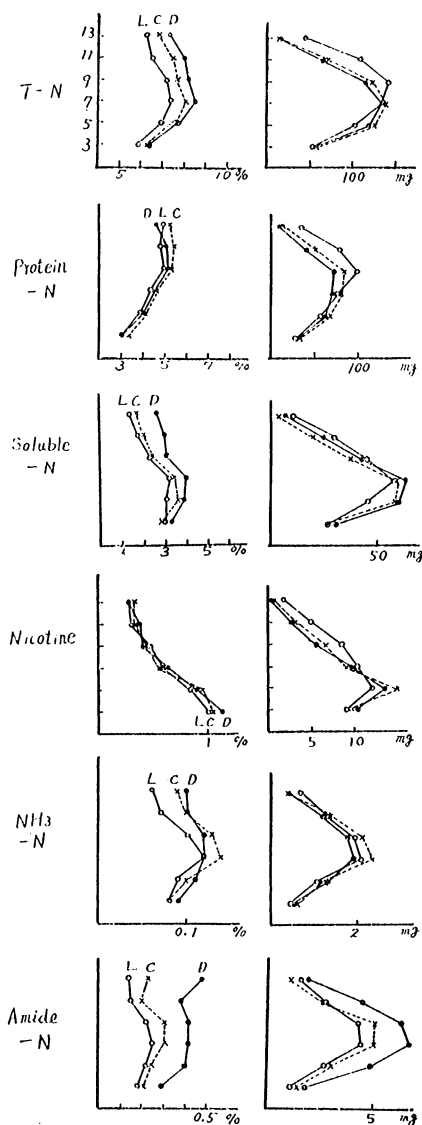 L. C D
13
11
9
7
5
3
T-N
5 10 %
100 mg
D L C
Protein
-N
3 5 7 %
100 mg
L C D
Soluble
-N
1 3 5 %
50 mg
Nicotine
L C D
1 %
5 10 mg
L C D
NH3
-N
0.1 %
2 mg
L C D
Amide
-N
0.5 %
5 mg